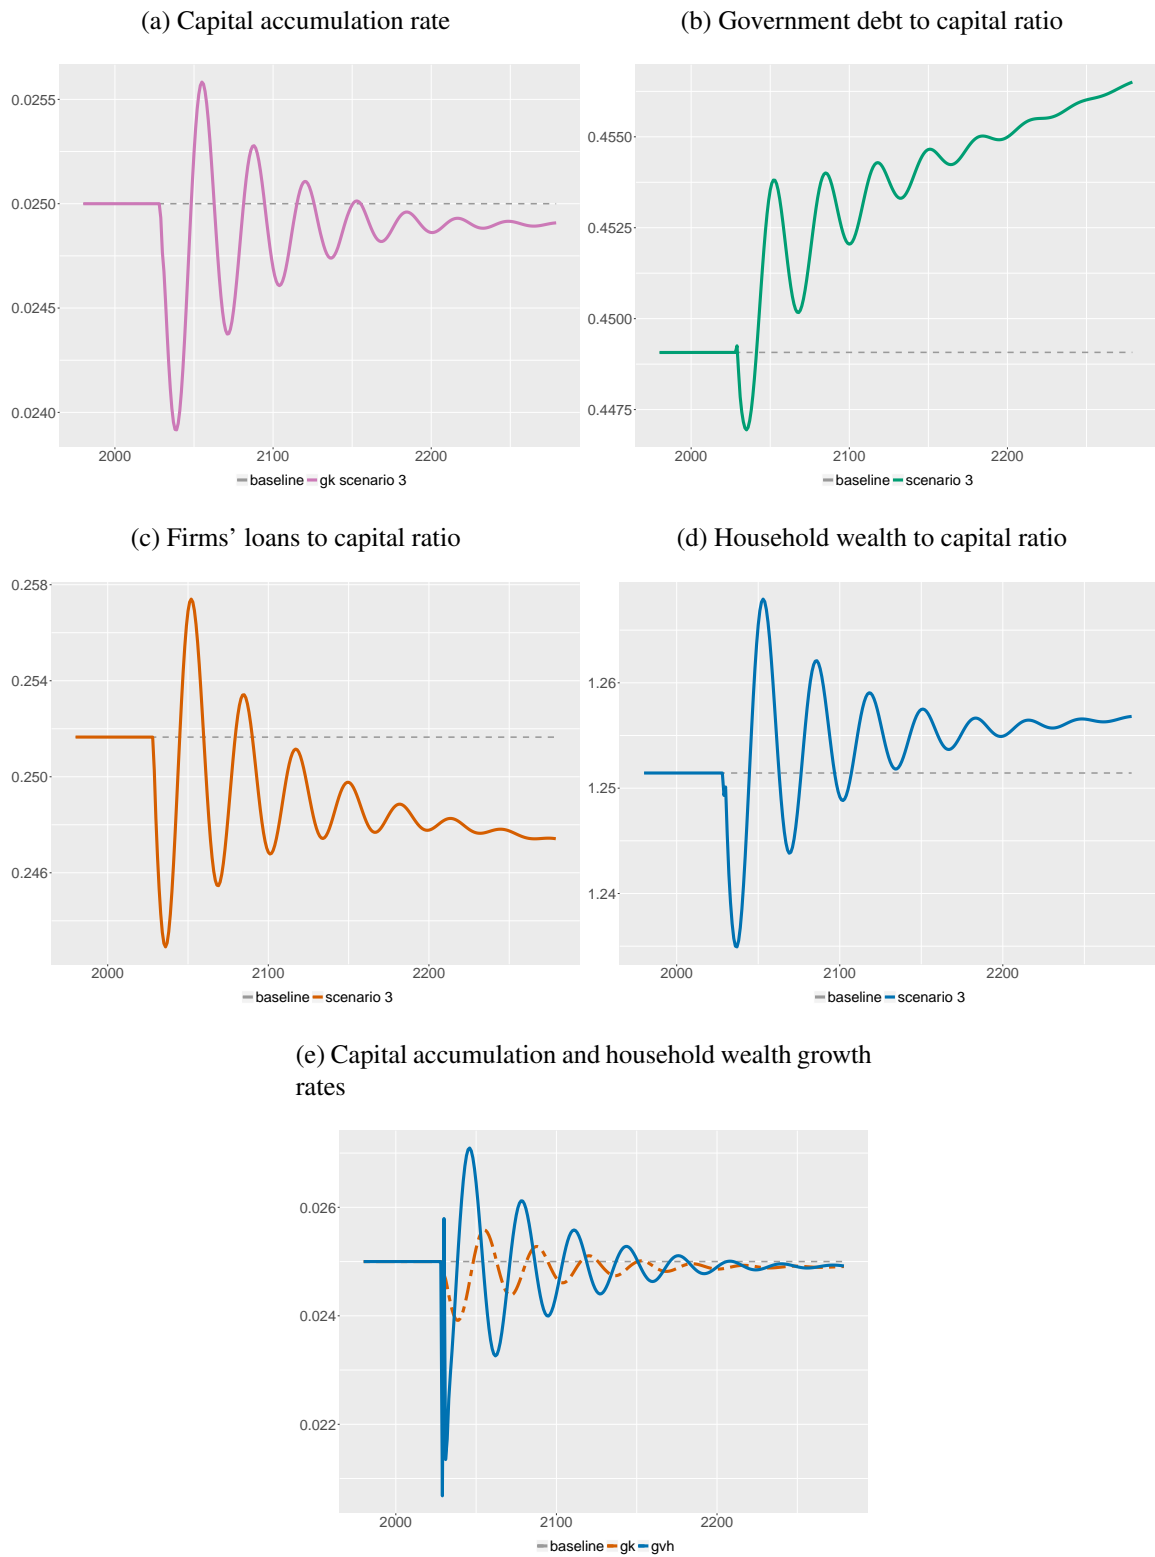 (a) Capital accumulation rate
0.0255
0.0250
0.0245
0.0240
2000 2100 2200
baseline gk scenario 3
(b) Government debt to capital ratio
0.4550
0.4525
0.4500
0.4475
2000 2100 2200
baseline scenario 3
(c) Firms’ loans to capital ratio
0.258
0.254
0.250
0.246
2000 2100 2200
baseline scenario 3
(d) Household wealth to capital ratio
1.26
1.25
1.24
2000 2100 2200
baseline scenario 3
(e) Capital accumulation and household wealth growth
rates
0.026
0.024
0.022
2000 2100 2200
baseline gk gvh